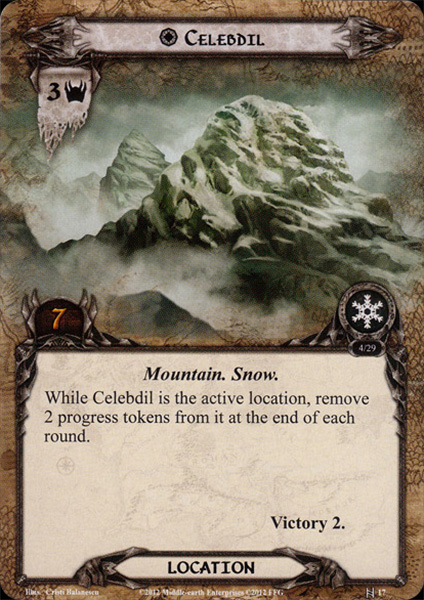 Celebdil
3
7
4/29
Mountain. Snow.
While Celebdil is the active location, remove
2 progress tokens from it at the end of each
round.
Victory 2.
LOCATION
Illus. Cristi Balanescu ©2012 Middle-earth Enterprises ©2012 FFG 17